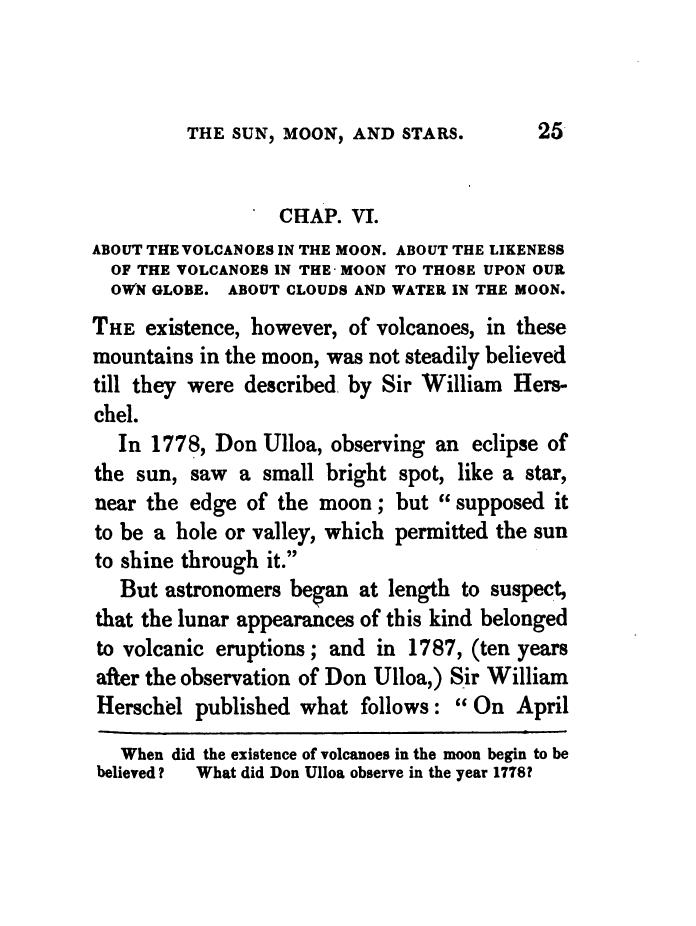 THE SUN, MOON, AND STARS. 25
CHAP. VI.
ABOUT THE VOLCANOES IN THE MOON. ABOUT THE LIKENESS
OF THE VOLCANOES IN THE MOON TO THOSE UPON OUR
OWN GLOBE. ABOUT CLOUDS AND WATER IN THE MOON.
THE existence, however, of volcanoes, in these
mountains in the moon, was not steadily believed
till they were described by Sir William Hers-
chel.
In 1778, Don Ulloa, observing an eclipse of
the sun, saw a small bright spot, like a star,
near the edge of the moon; but "supposed it
to be a hole or valley, which permitted the sun
to shine through it."
But astronomers began at length to suspect,
that the lunar appearances of this kind belonged
to volcanic eruptions; and in 1787, (ten years
after the observation of Don Ulloa,) Sir William
Herschel published what follows: "On April
When did the existence of volcanoes in the moon begin to be
believed? What did Don Ulloa observe in the year 1778?